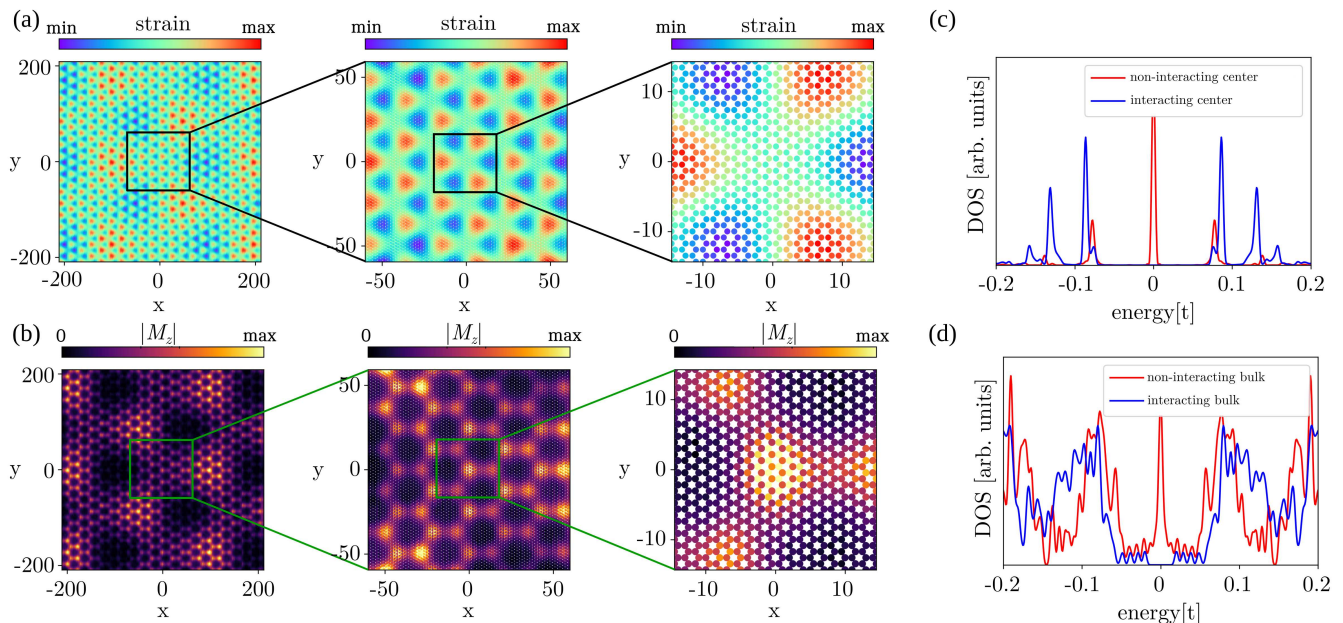 (a)
strain
min max
200
y 0
-200
-200 0 200
x
strain
min max
50
y 0
-50
-50 0 50
x
strain
min max
10
y 0
-10
-10 0 10
x
(c)
DOS [arb. units]
non-interacting center
interacting center
-0.2 -0.1 0 0.1 0.2
energy[t]
(b)
|M_z|
0 max
200
y 0
-200
-200 0 200
x
|M_z|
0 max
50
y 0
-50
-50 0 50
x
|M_z|
0 max
10
y 0
-10
-10 0 10
x
(d)
DOS [arb. units]
non-interacting bulk
interacting bulk
-0.2 -0.1 0 0.1 0.2
energy[t]